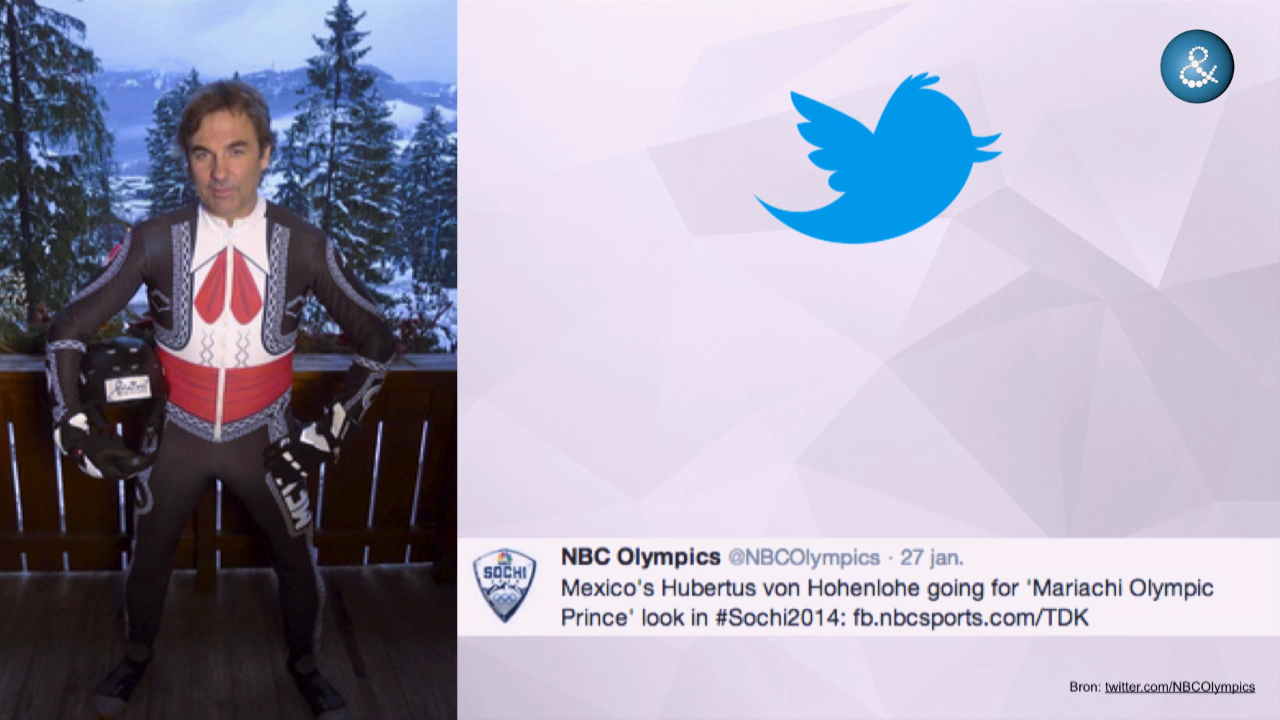 &
NBC Olympics @NBCOlympics · 27 jan.
SOCHI
Mexico's Hubertus von Hohenlohe going for 'Mariachi Olympic
Prince' look in #Sochi2014: fb.nbcsports.com/TDK
Bron: twitter.com/NBCOlympics